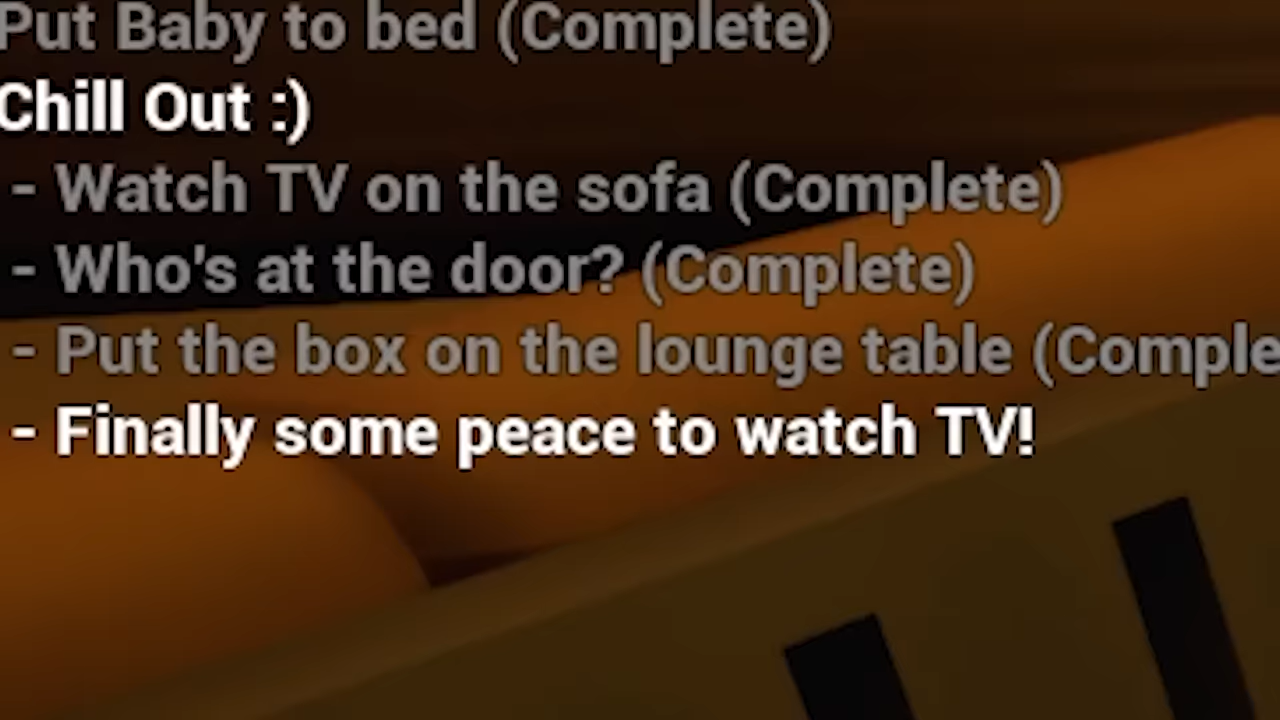 Put Baby to bed (Complete)
Chill Out :)
- Watch TV on the sofa (Complete)
- Who's at the door? (Complete)
- Put the box on the lounge table (Comple
- Finally some peace to watch TV!